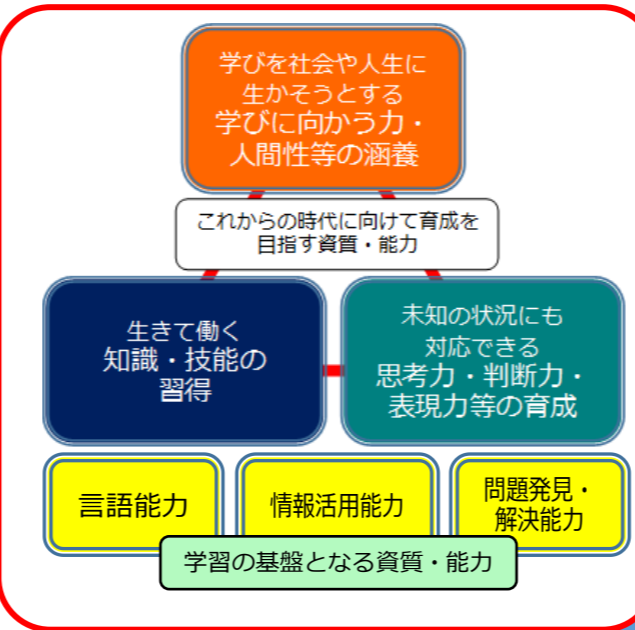 学びを社会や人生に
生かそうとする
学びに向かう力・
人間性等の涵養
これからの時代に向けて育成を
目指す資質・能力
生きて働く
知識・技能の
習得
未知の状況にも
対応できる
思考力・判断力・
表現力等の育成
言語能力
情報活用能力
問題発見・
解決能力
学習の基盤となる資質・能力